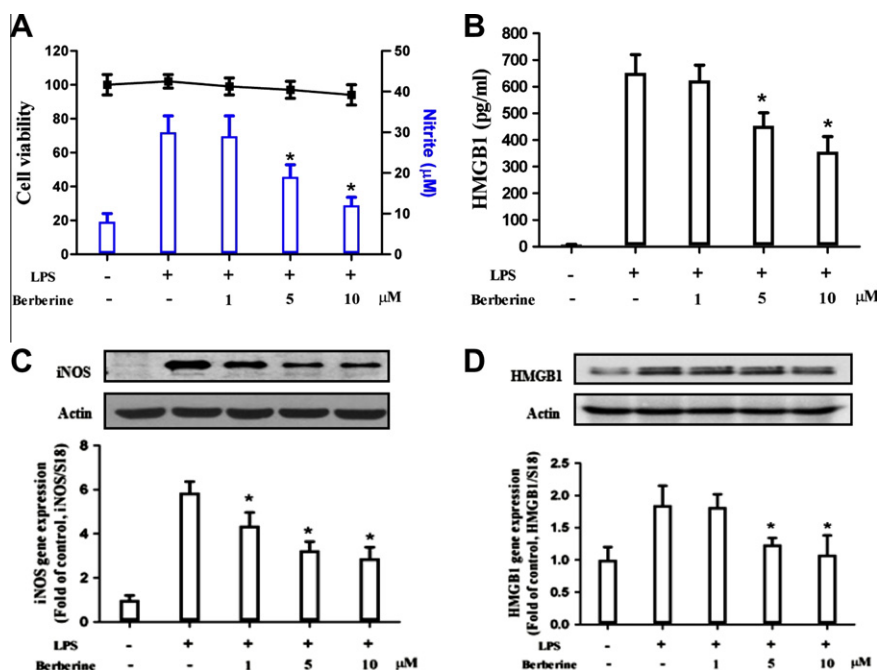 A
Cell viability
120
100
80
60
40
20
0
50
40
30
20
10
0
Nitrite (μM)
* *
LPS - + + + +
Berberine - - 1 5 10 μM
B
HMGB1 (pg/ml)
800
700
600
500
400
300
200
100
0
* *
LPS - + + + +
Berberine - - 1 5 10 μM
C
iNOS
Actin
iNOS gene expression
(Fold of control, iNOS/S18)
8
6
4
2
0
* * *
LPS - + + + +
Berberine - - 1 5 10 μM
D
HMGB1
Actin
HMGB1 gene expression
(Fold of control, HMGB1/S18)
2.5
2.0
1.5
1.0
0.5
0.0
* *
LPS - + + + +
Berberine - - 1 5 10 μM